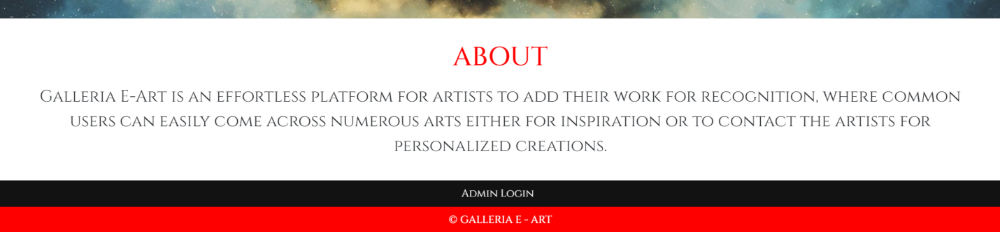 ABOUT
Galleria E-Art is an effortless platform for artists to add their work for recognition, where common
users can easily come across numerous arts either for inspiration or to contact the artists for
personalized creations.
Admin Login
© GALLERIA E - ART